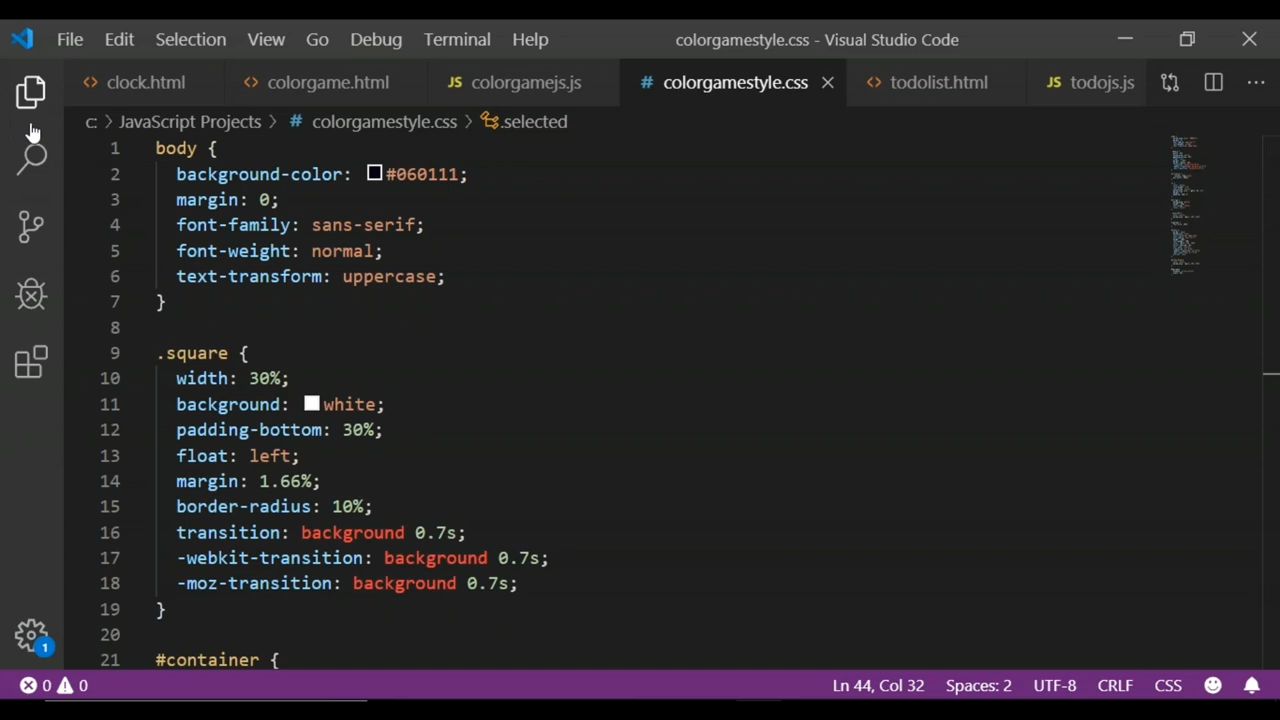 File Edit Selection View Go Debug Terminal Help colorgamestyle.css - Visual Studio Code
clock.html colorgame.html JS colorgamejs.js # colorgamestyle.css todolist.html JS todojs.js
c: > JavaScript Projects > # colorgamestyle.css > .selected
1 body {
2 background-color: #060111;
3 margin: 0;
4 font-family: sans-serif;
5 font-weight: normal;
6 text-transform: uppercase;
7 }
8
9 .square {
10 width: 30%;
11 background: white;
12 padding-bottom: 30%;
13 float: left;
14 margin: 1.66%;
15 border-radius: 10%;
16 transition: background 0.7s;
17 -webkit-transition: background 0.7s;
18 -moz-transition: background 0.7s;
19 }
20
21 #container {
1
0 0 Ln 44, Col 32 Spaces: 2 UTF-8 CRLF CSS